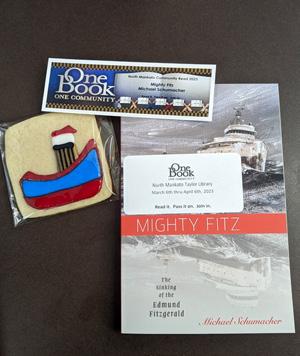 One
Book
ONE COMMUNITY
North Mankato Community Read 2023
Mighty Fitz
Michael Schumacher
One
Book
ONE COMMUNITY
North Mankato Taylor Library
March 6th thru April 6th, 2023
Read it. Pass it on. Join in.
MIGHTY FITZ
The
sinking
of the
Edmund
Fitzgerald
Michael Schumacher